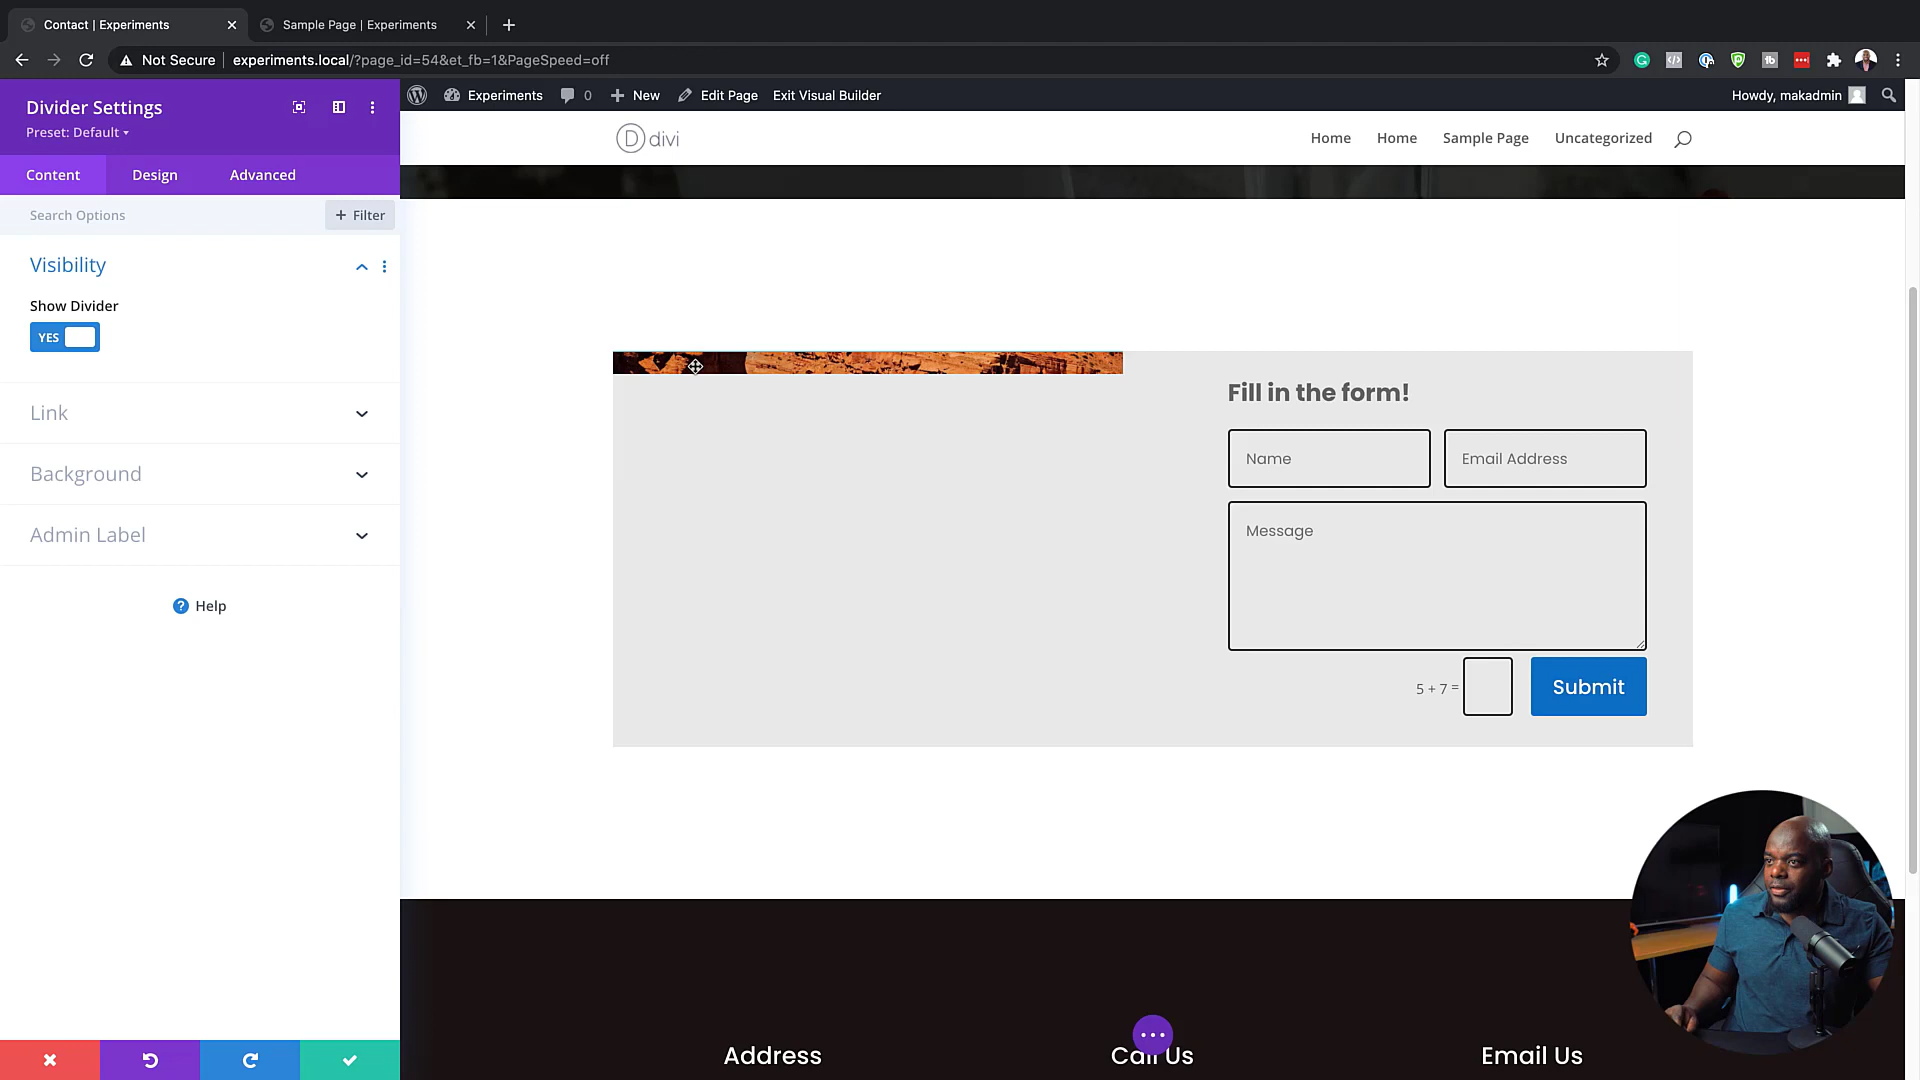 Contact | Experiments
Sample Page | Experiments
Not Secure
experiments.local/?page_id=54&et_fb=1&PageSpeed=off
Divider Settings
Preset: Default
Content
Design
Advanced
Search Options
+ Filter
Visibility
Show Divider
YES
Link
Background
Admin Label
Help
Experiments
0
New
Edit Page
Exit Visual Builder
Howdy, makadmin
D divi
Home
Home
Sample Page
Uncategorized
Fill in the form!
Name
Email Address
Message
5 + 7 =
Submit
Address
Call Us
Email Us